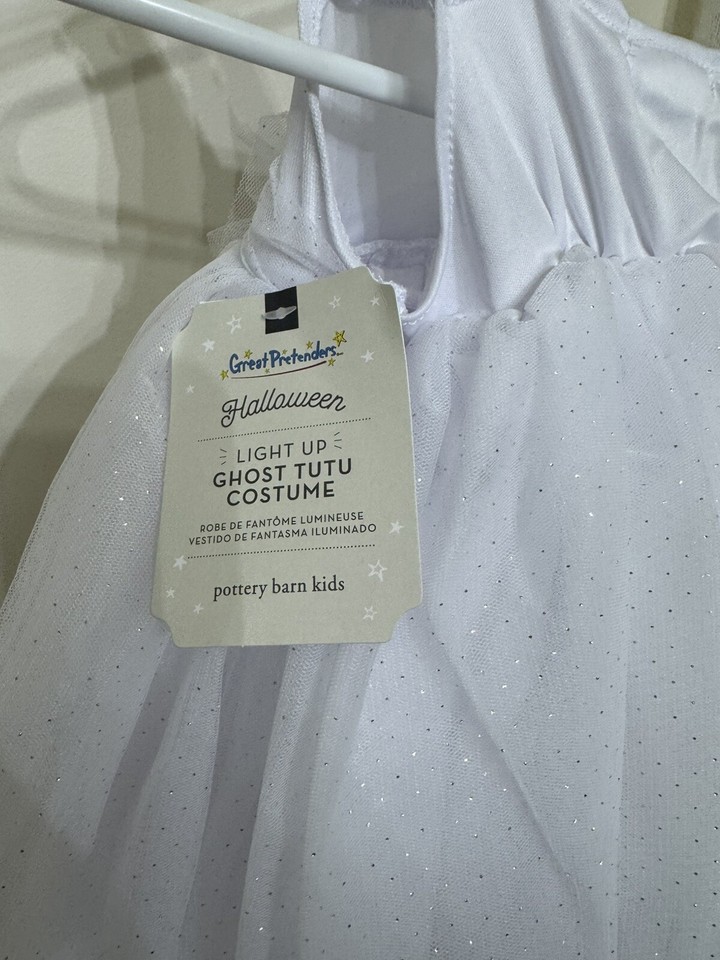 Great Pretenders
Halloween
LIGHT UP
GHOST TUTU
COSTUME
ROBE DE FANTÔME LUMINEUSE
VESTIDO DE FANTASMA ILUMINADO
pottery barn kids